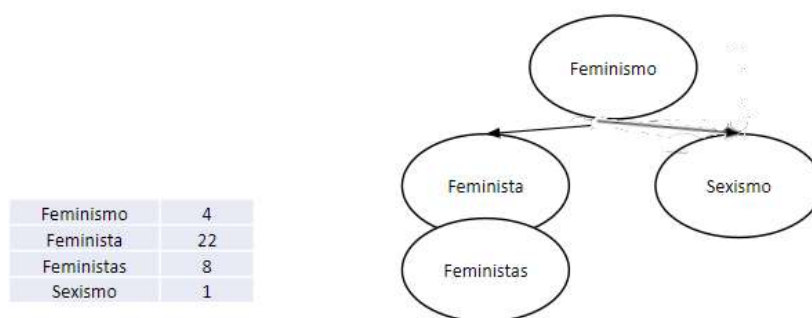 Feminismo
Feminista
Sexismo
Feministas
Feminismo 4
Feminista 22
Feministas 8
Sexismo 1